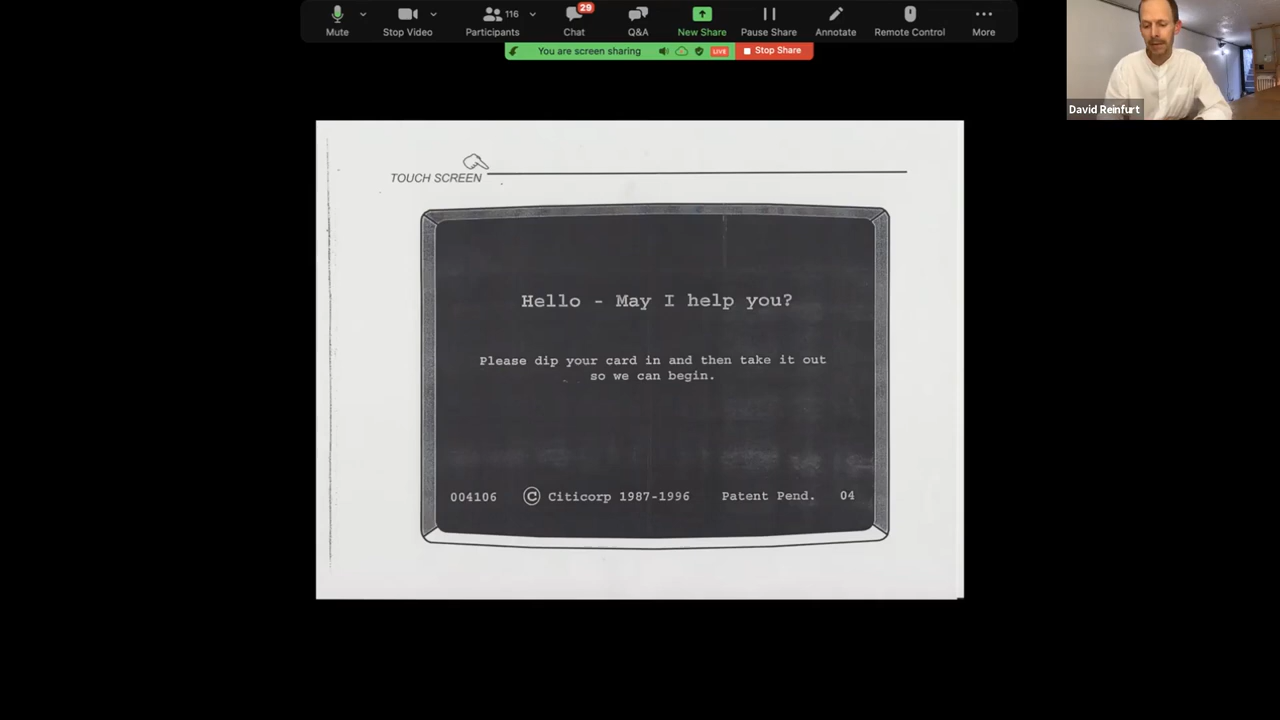 116
29
Mute
Stop Video
Participants
Chat
Q&A
New Share
Pause Share
Annotate
Remote Control
More
You are screen sharing
LIVE
Stop Share
David Reinfurt
TOUCH SCREEN
Hello - May I help you?
Please dip your card in and then take it out
so we can begin.
004106 © Citicorp 1987-1996 Patent Pend. 04